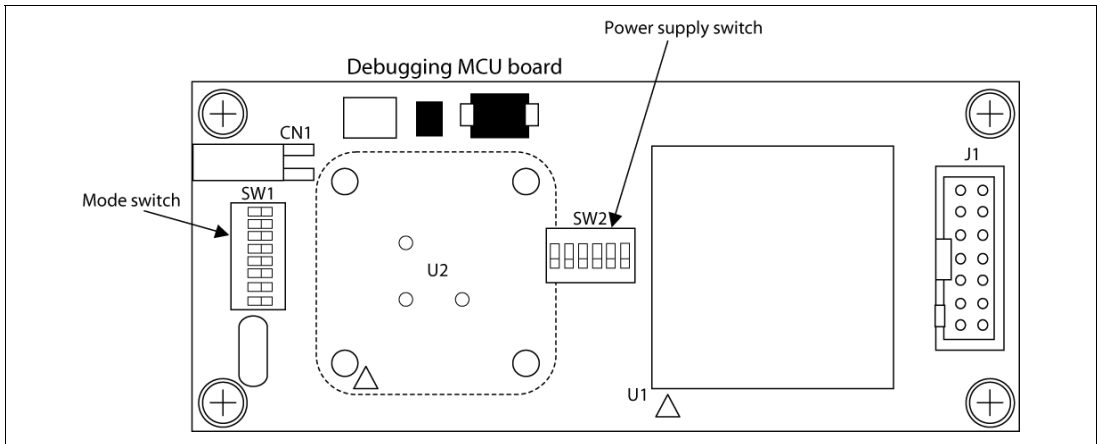 Power supply switch
Debugging MCU board
CN1
J1
SW1
Mode switch
SW2
U2
U1